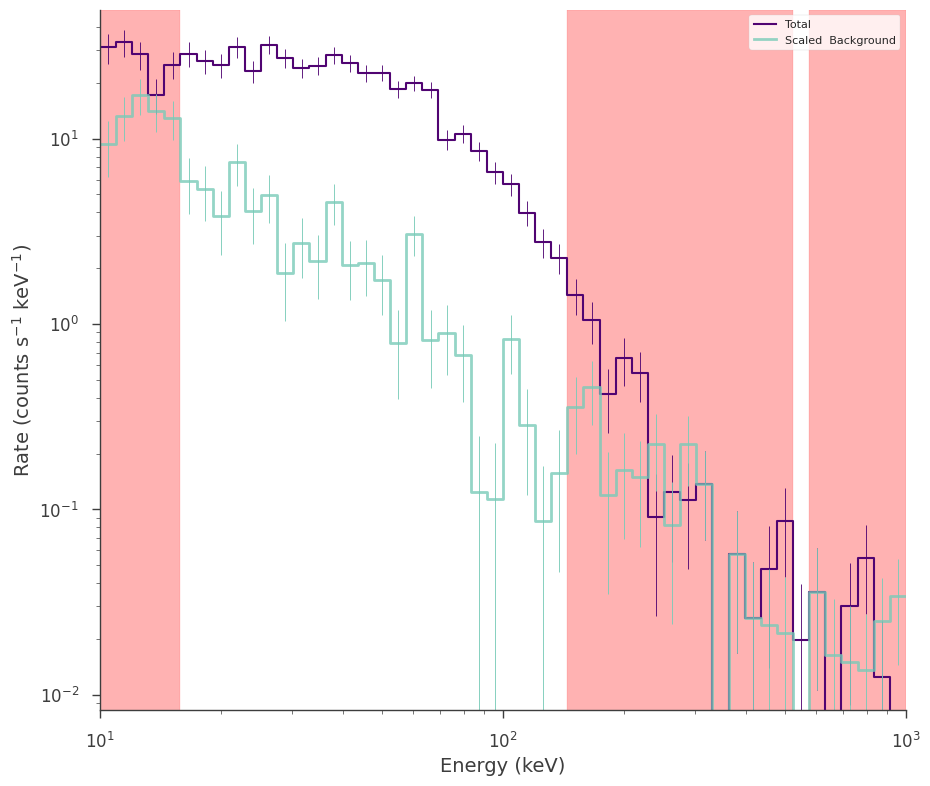 Total
Scaled  Background
Rate (counts s⁻¹ keV⁻¹)
10¹
10⁰
10⁻¹
10⁻²
10¹ 10² 10³
Energy (keV)